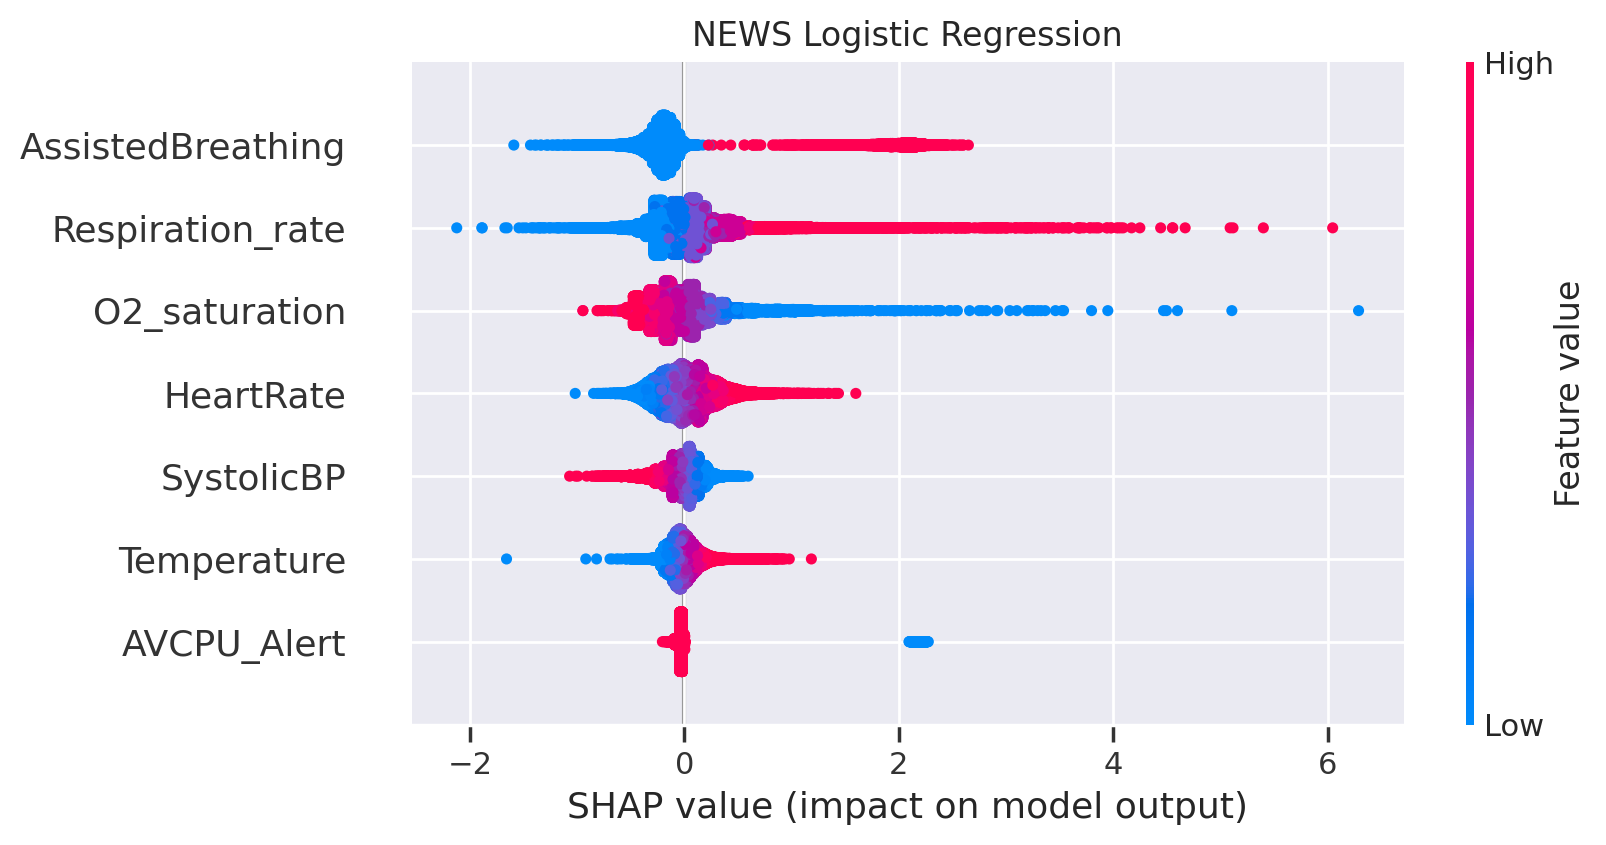 NEWS Logistic Regression
High
AssistedBreathing
Respiration_rate
O2_saturation
HeartRate
SystolicBP
Temperature
AVCPU_Alert
Feature value
Low
−2 0 2 4 6
SHAP value (impact on model output)